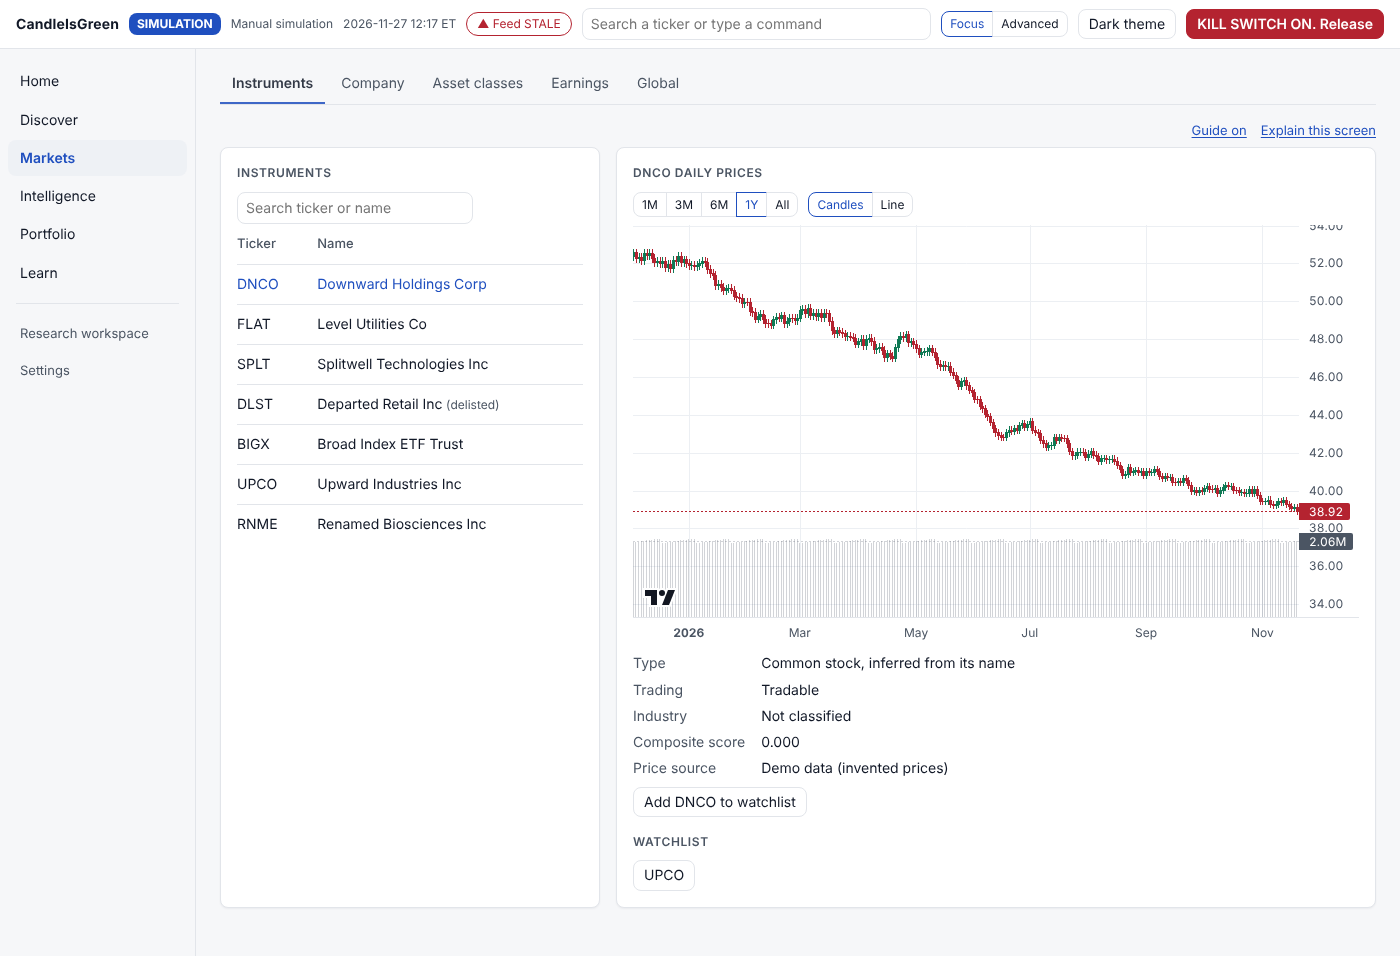 CandleIsGreen SIMULATION Manual simulation 2026-11-27 12:17 ET ▲ Feed STALE Search a ticker or type a command Focus Advanced Dark theme KILL SWITCH ON. Release
Home
Discover
Markets
Intelligence
Portfolio
Learn
Research workspace
Settings
Instruments Company Asset classes Earnings Global
Guide on Explain this screen
INSTRUMENTS
Search ticker or name
Ticker Name
DNCO Downward Holdings Corp
FLAT Level Utilities Co
SPLT Splitwell Technologies Inc
DLST Departed Retail Inc (delisted)
BIGX Broad Index ETF Trust
UPCO Upward Industries Inc
RNME Renamed Biosciences Inc
DNCO DAILY PRICES
1M 3M 6M 1Y All Candles Line
54.00
52.00
50.00
48.00
46.00
44.00
42.00
40.00
38.92
38.00
2.06M
36.00
34.00
2026 Mar May Jul Sep Nov
Type Common stock, inferred from its name
Trading Tradable
Industry Not classified
Composite score 0.000
Price source Demo data (invented prices)
Add DNCO to watchlist
WATCHLIST
UPCO